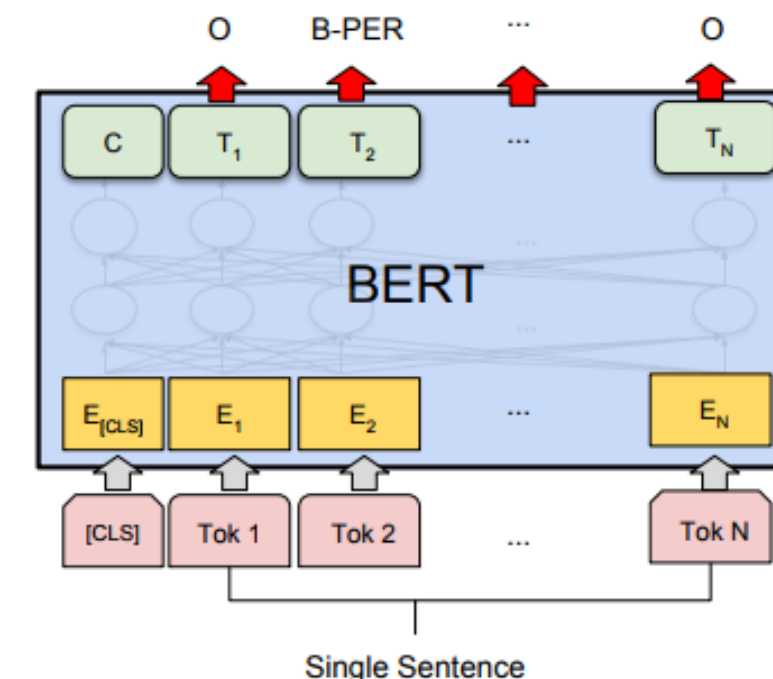 O B-PER ... O
C T1 T2 ... TN
...
BERT
...
E[CLS] E1 E2 ... EN
[CLS] Tok 1 Tok 2 ... Tok N
Single Sentence